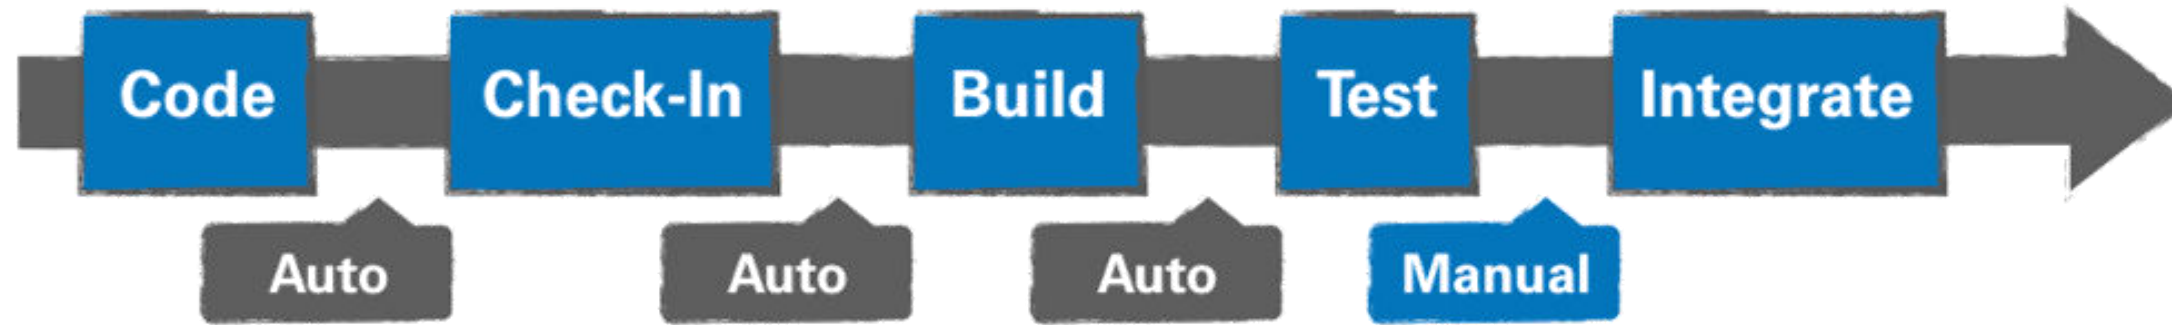 Code
Check-In
Build
Test
Integrate
Auto
Auto
Auto
Manual